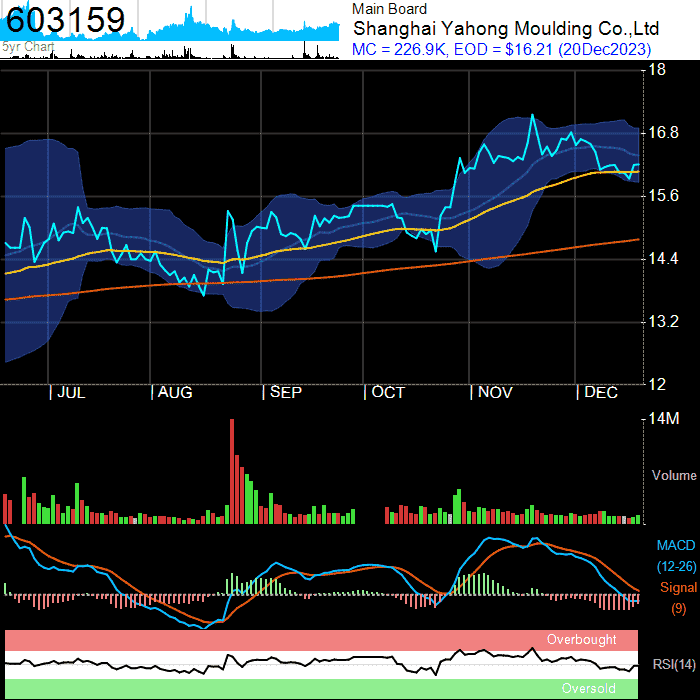 603159
5yr Chart
Main Board
Shanghai Yahong Moulding Co.,Ltd
MC = 226.9K, EOD = $16.21 (20Dec2023)
18
16.8
15.6
14.4
13.2
12
| JUL
| AUG
| SEP
| OCT
| NOV
| DEC
14M
Volume
MACD
(12-26)
Signal
(9)
Overbought
RSI(14)
Oversold